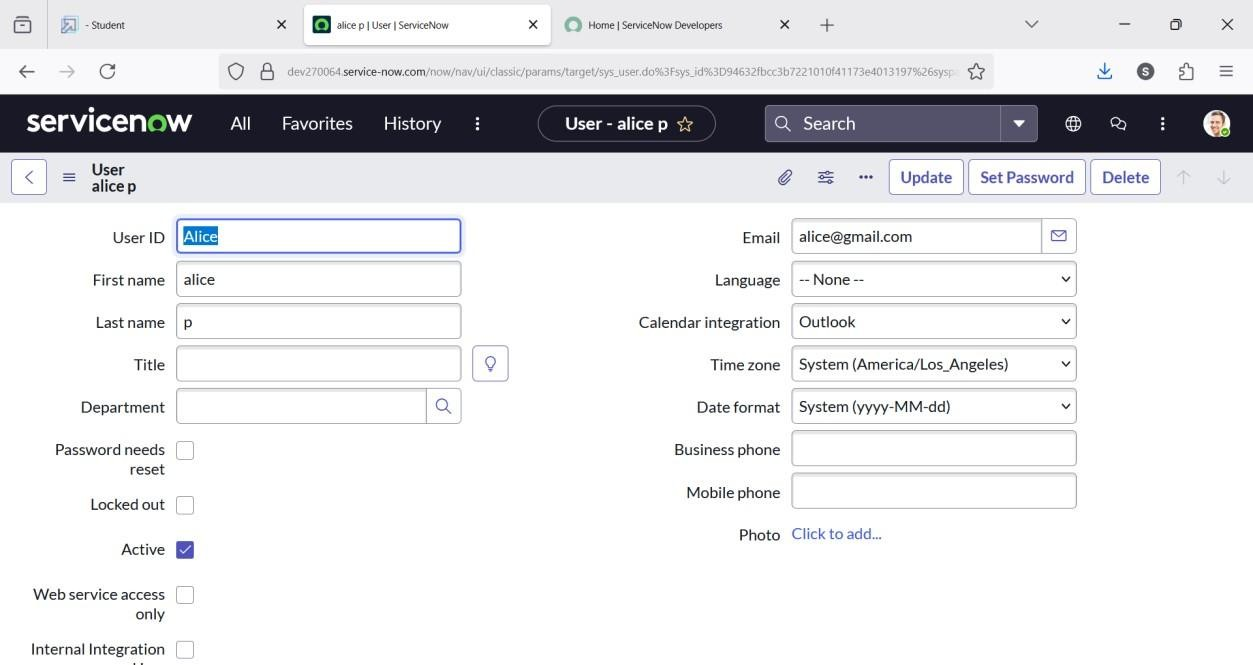 - Student
alice p | User | ServiceNow
Home | ServiceNow Developers
dev270064.service-now.com/now/nav/ui/classic/params/target/sys_user.do%3Fsys_id%3D94632fbcc3b7221010f41173e4013197%26syspa
S
servicenow
All
Favorites
History
User - alice p
Search
User
alice p
Update
Set Password
Delete
User ID
Alice
First name
alice
Last name
p
Title
Department
Password needs
reset
Locked out
Active
Web service access
only
Internal Integration
Email
alice@gmail.com
Language
-- None --
Calendar integration
Outlook
Time zone
System (America/Los_Angeles)
Date format
System (yyyy-MM-dd)
Business phone
Mobile phone
Photo
Click to add...